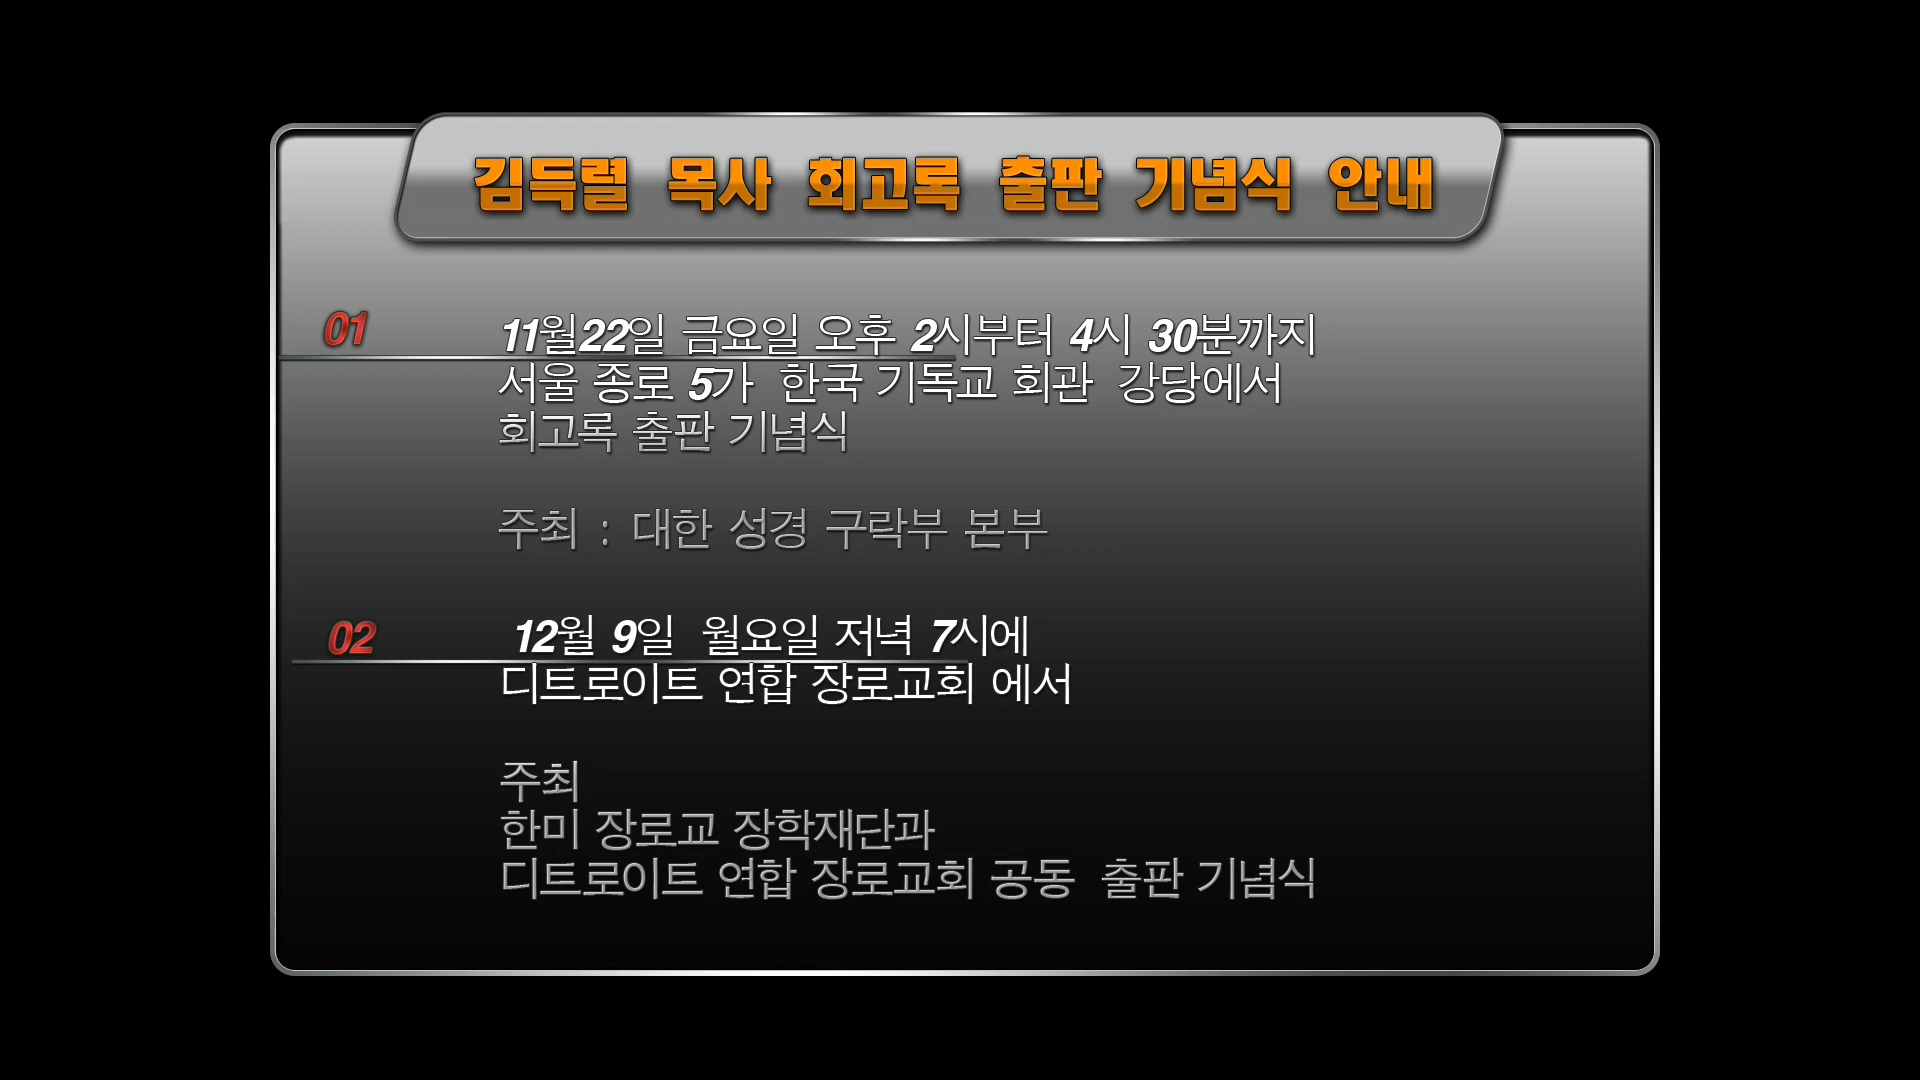 김득렬 목사 회고록 출판 기념식 안내
01
11월22일 금요일 오후 2시부터 4시 30분까지
서울 종로 5가 한국 기독교 회관 강당에서
회고록 출판 기념식
주최 : 대한 성경 구락부 본부
02
12월 9일 월요일 저녁 7시에
디트로이트 연합 장로교회 에서
주최
한미 장로교 장학재단과
디트로이트 연합 장로교회 공동 출판 기념식